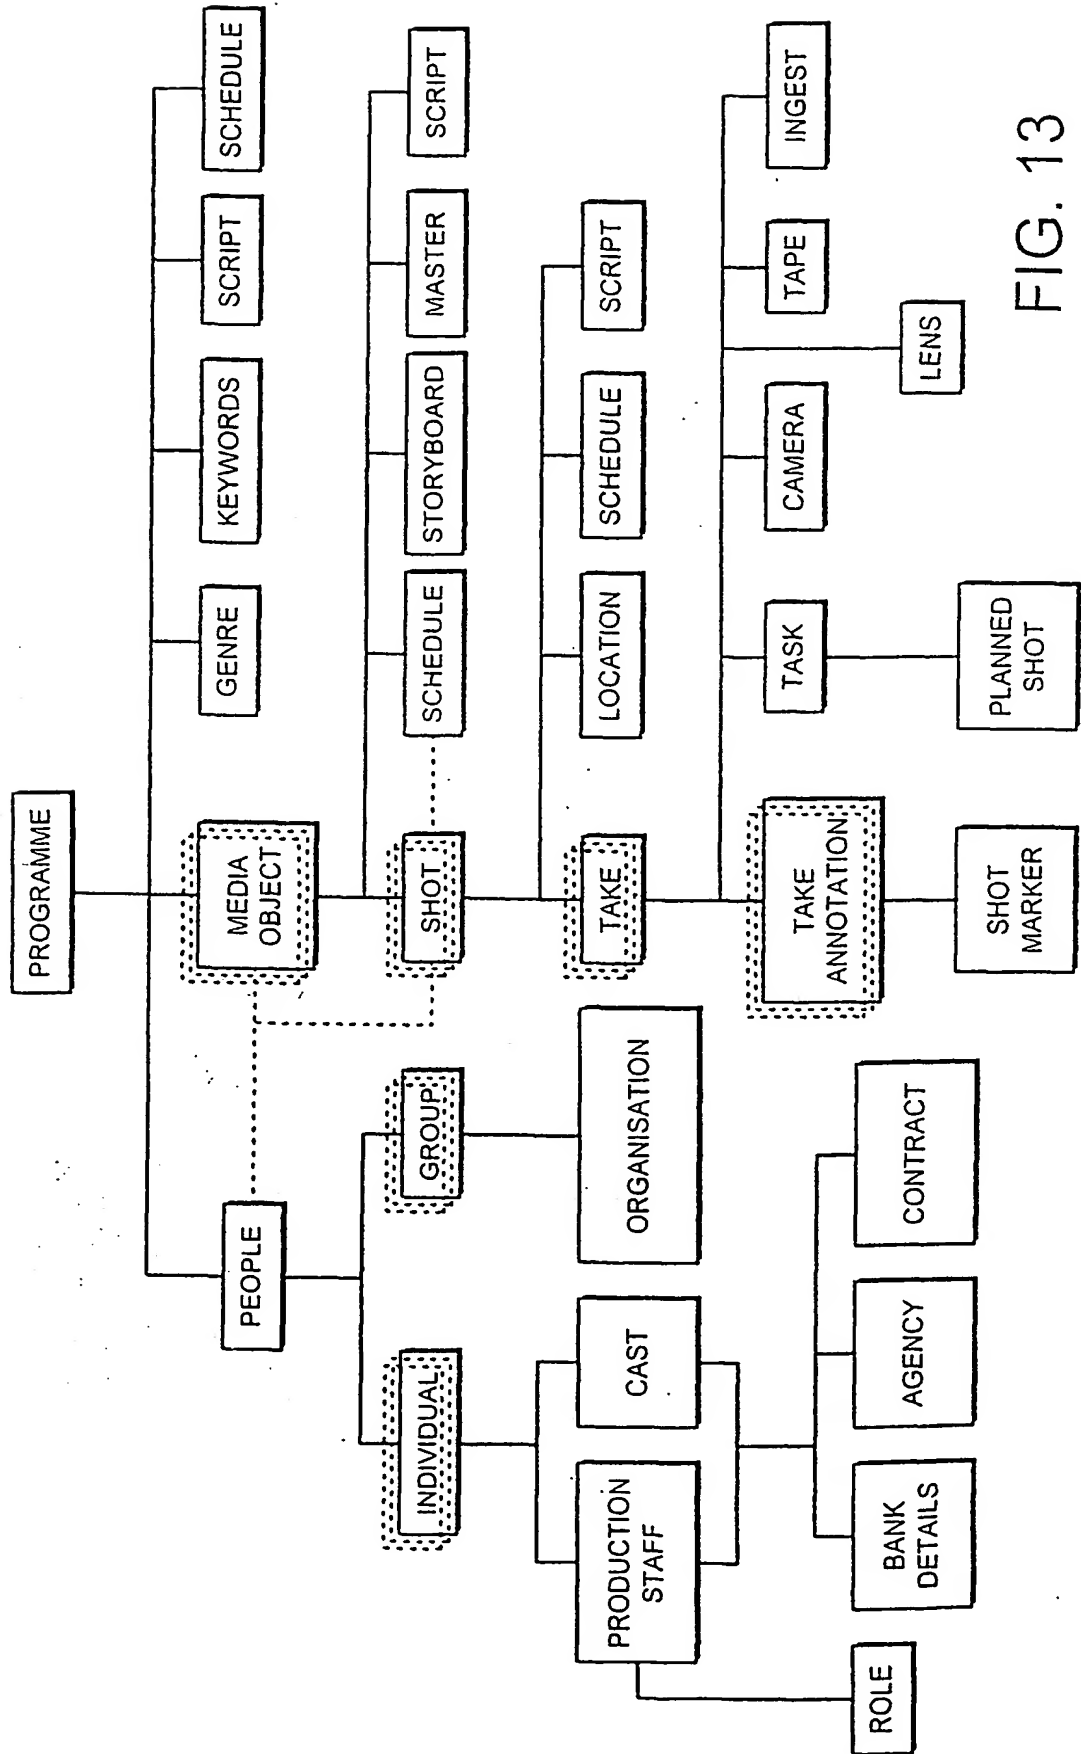 PROGRAMME
PEOPLE
MEDIA
OBJECT
GENRE
KEYWORDS
SCRIPT
SCHEDULE
INDIVIDUAL
GROUP
SHOT
SCHEDULE
STORYBOARD
MASTER
SCRIPT
PRODUCTION
STAFF
CAST
ORGANISATION
TAKE
LOCATION
SCHEDULE
SCRIPT
ROLE
BANK
DETAILS
AGENCY
CONTRACT
TAKE
ANNOTATION
TASK
CAMERA
LENS
TAPE
INGEST
SHOT
MARKER
PLANNED
SHOT
FIG. 13